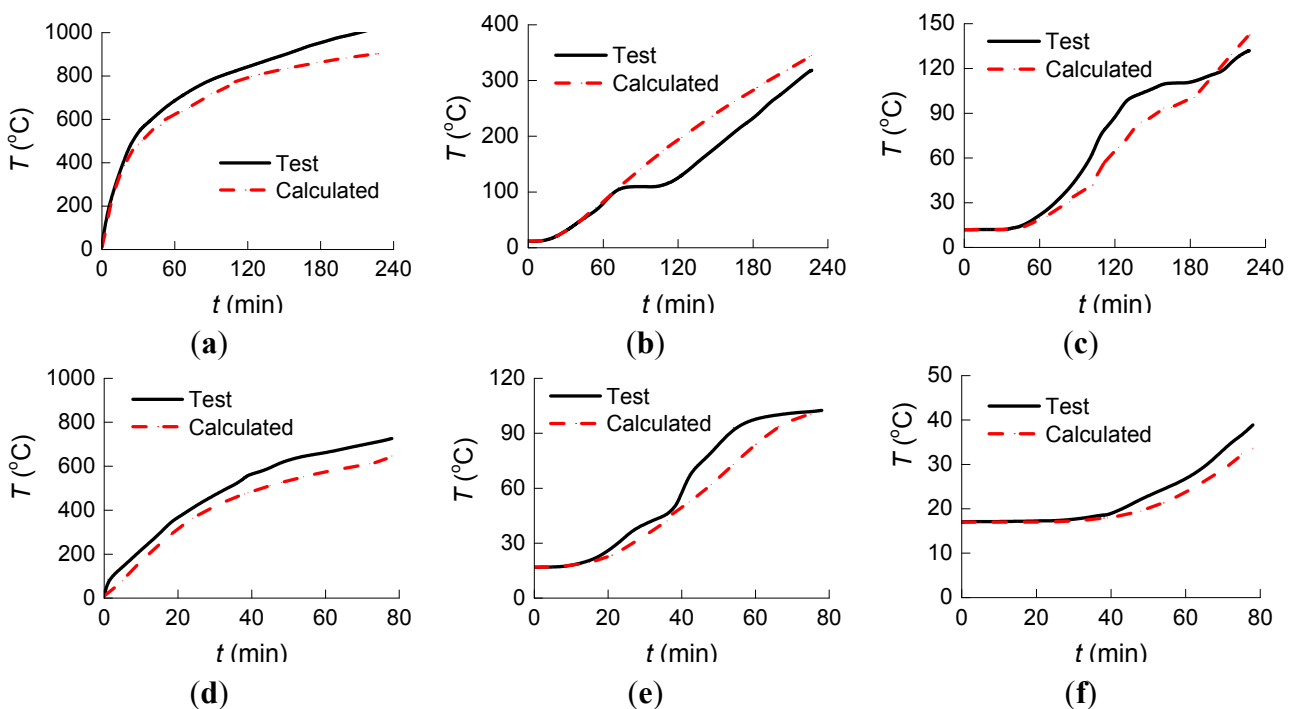 1000
800
600
400
200
0
T (°C)
Test
Calculated
0 60 120 180 240
t (min)
(a)
400
300
200
100
0
T (°C)
Test
Calculated
0 60 120 180 240
t (min)
(b)
150
120
90
60
30
0
T (°C)
Test
Calculated
0 60 120 180 240
t (min)
(c)
1000
800
600
400
200
0
T (°C)
Test
Calculated
0 20 40 60 80
t (min)
(d)
120
90
60
30
0
T (°C)
Test
Calculated
0 20 40 60 80
t (min)
(e)
50
40
30
20
10
0
T (°C)
Test
Calculated
0 20 40 60 80
t (min)
(f)